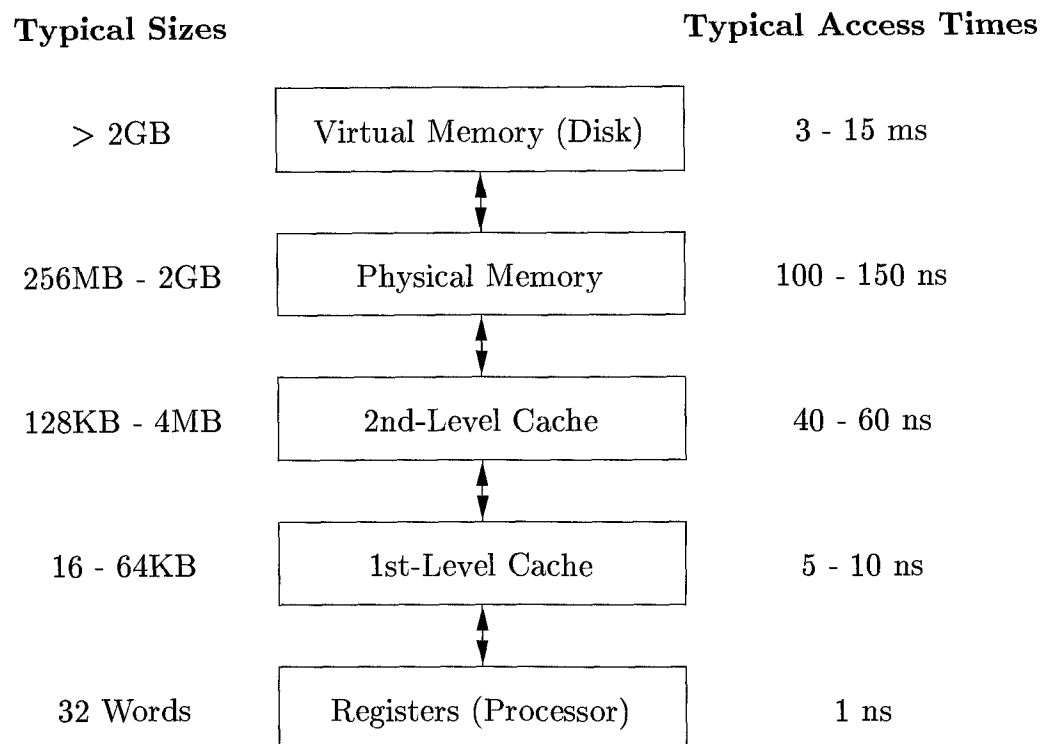 Typical Sizes
Typical Access Times
> 2GB
Virtual Memory (Disk)
3 - 15 ms
256MB - 2GB
Physical Memory
100 - 150 ns
128KB - 4MB
2nd-Level Cache
40 - 60 ns
16 - 64KB
1st-Level Cache
5 - 10 ns
32 Words
Registers (Processor)
1 ns